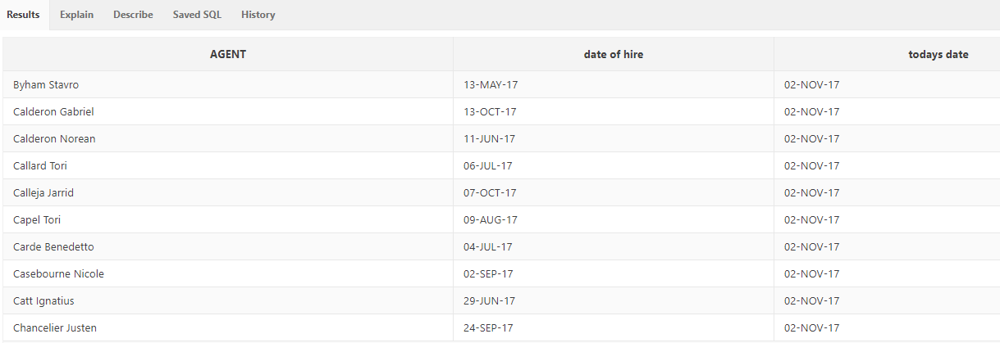 Results Explain Describe Saved SQL History
AGENT date of hire todays date
Byham Stavro 13-MAY-17 02-NOV-17
Calderon Gabriel 13-OCT-17 02-NOV-17
Calderon Norean 11-JUN-17 02-NOV-17
Callard Tori 06-JUL-17 02-NOV-17
Calleja Jarrid 07-OCT-17 02-NOV-17
Capel Tori 09-AUG-17 02-NOV-17
Carde Benedetto 04-JUL-17 02-NOV-17
Casebourne Nicole 02-SEP-17 02-NOV-17
Catt Ignatius 29-JUN-17 02-NOV-17
Chancelier Justen 24-SEP-17 02-NOV-17